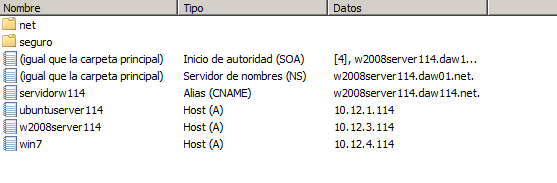 Nombre Tipo Datos
net
seguro
(igual que la carpeta principal) Inicio de autoridad (SOA) [4], w2008server114.daw1...
(igual que la carpeta principal) Servidor de nombres (NS) w2008server114.daw01.net.
servidorw114 Alias (CNAME) w2008server114.daw114.net.
ubuntuserver114 Host (A) 10.12.1.114
w2008server114 Host (A) 10.12.3.114
win7 Host (A) 10.12.4.114